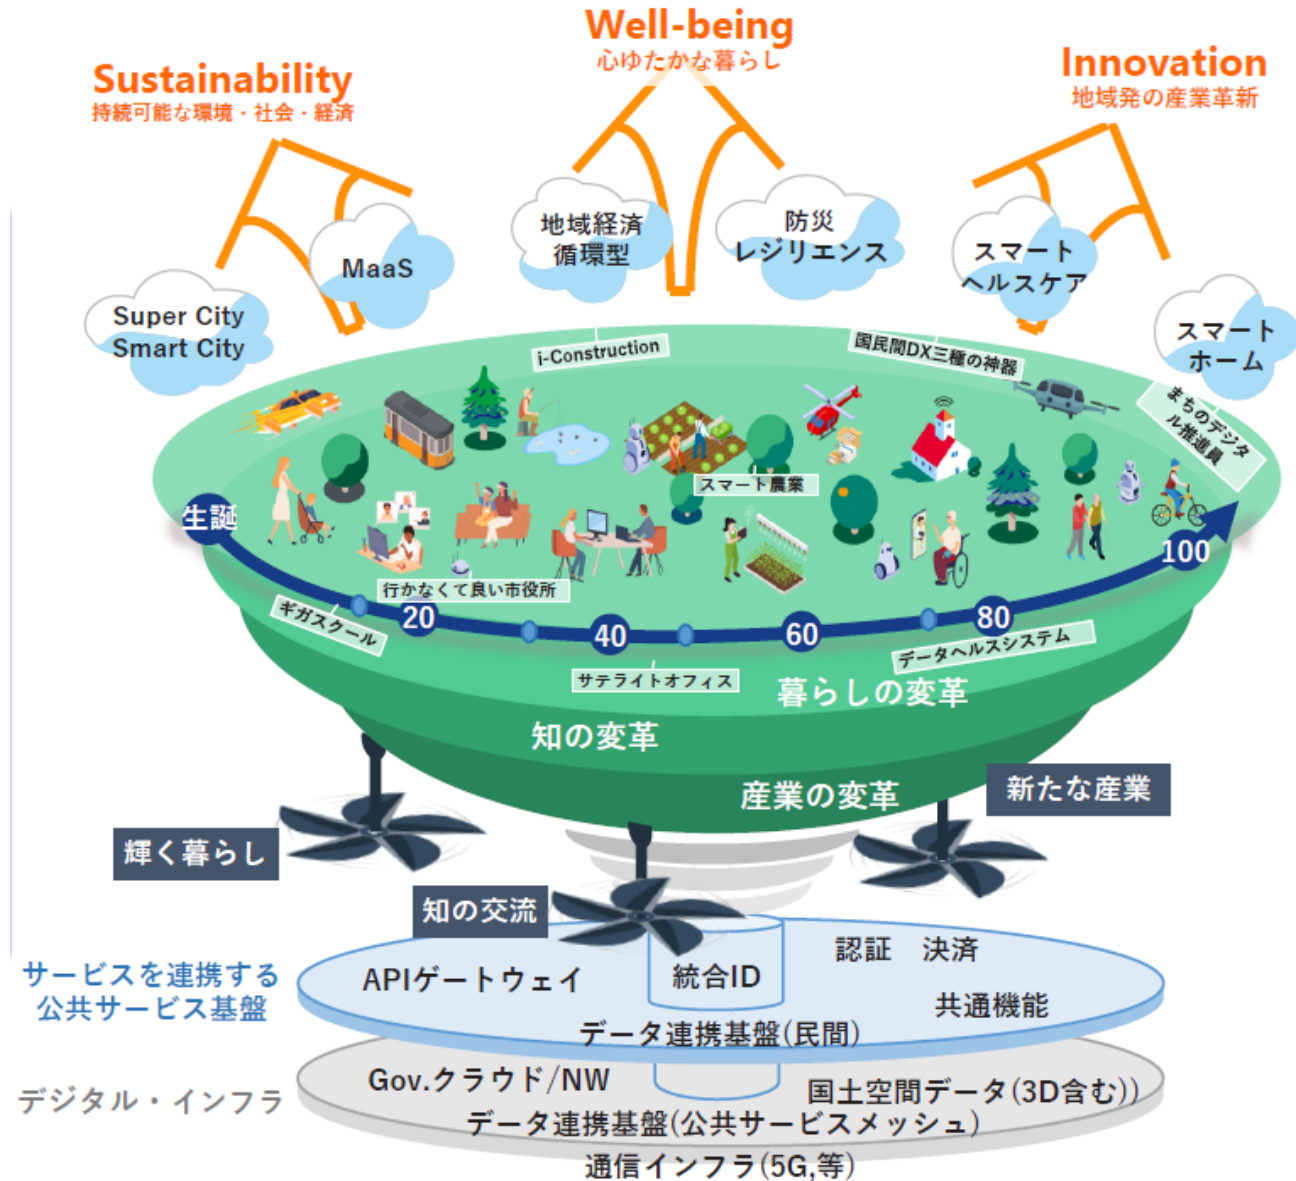 Well-being
心ゆたかな暮らし
Sustainability
持続可能な環境・社会・経済
Innovation
地域発の産業革新
Super City
Smart City
MaaS
地域経済
循環型
防災
レジリエンス
スマート
ヘルスケア
スマート
ホーム
i-Construction
国民間DX三種の神器
まちのデジタ
ル推進員
スマート農業
生誕
行かなくて良い市役所
20
40
60
80
100
ギガスクール
サテライトオフィス
データヘルスシステム
暮らしの変革
知の変革
産業の変革
新たな産業
輝く暮らし
知の交流
サービスを連携する
公共サービス基盤
APIゲートウェイ
統合ID
認証 決済
共通機能
データ連携基盤(民間)
デジタル・インフラ
Gov.クラウド/NW
国土空間データ(3D含む))
データ連携基盤(公共サービスメッシュ)
通信インフラ(5G,等)